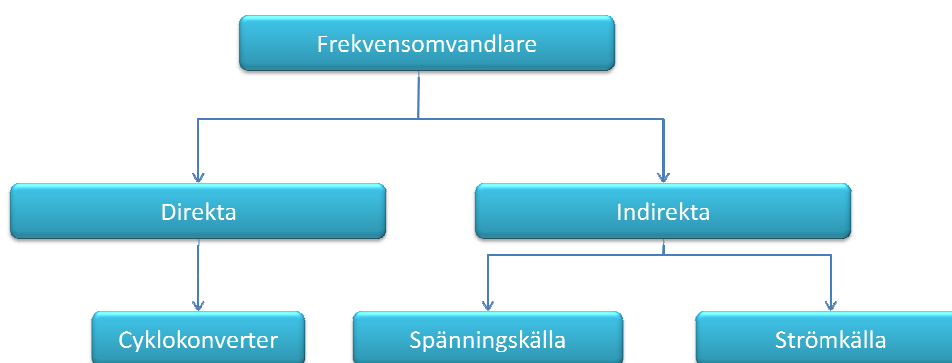 Frekvensomvandlare
Direkta
Indirekta
Cyklokonverter
Spänningskälla
Strömkälla